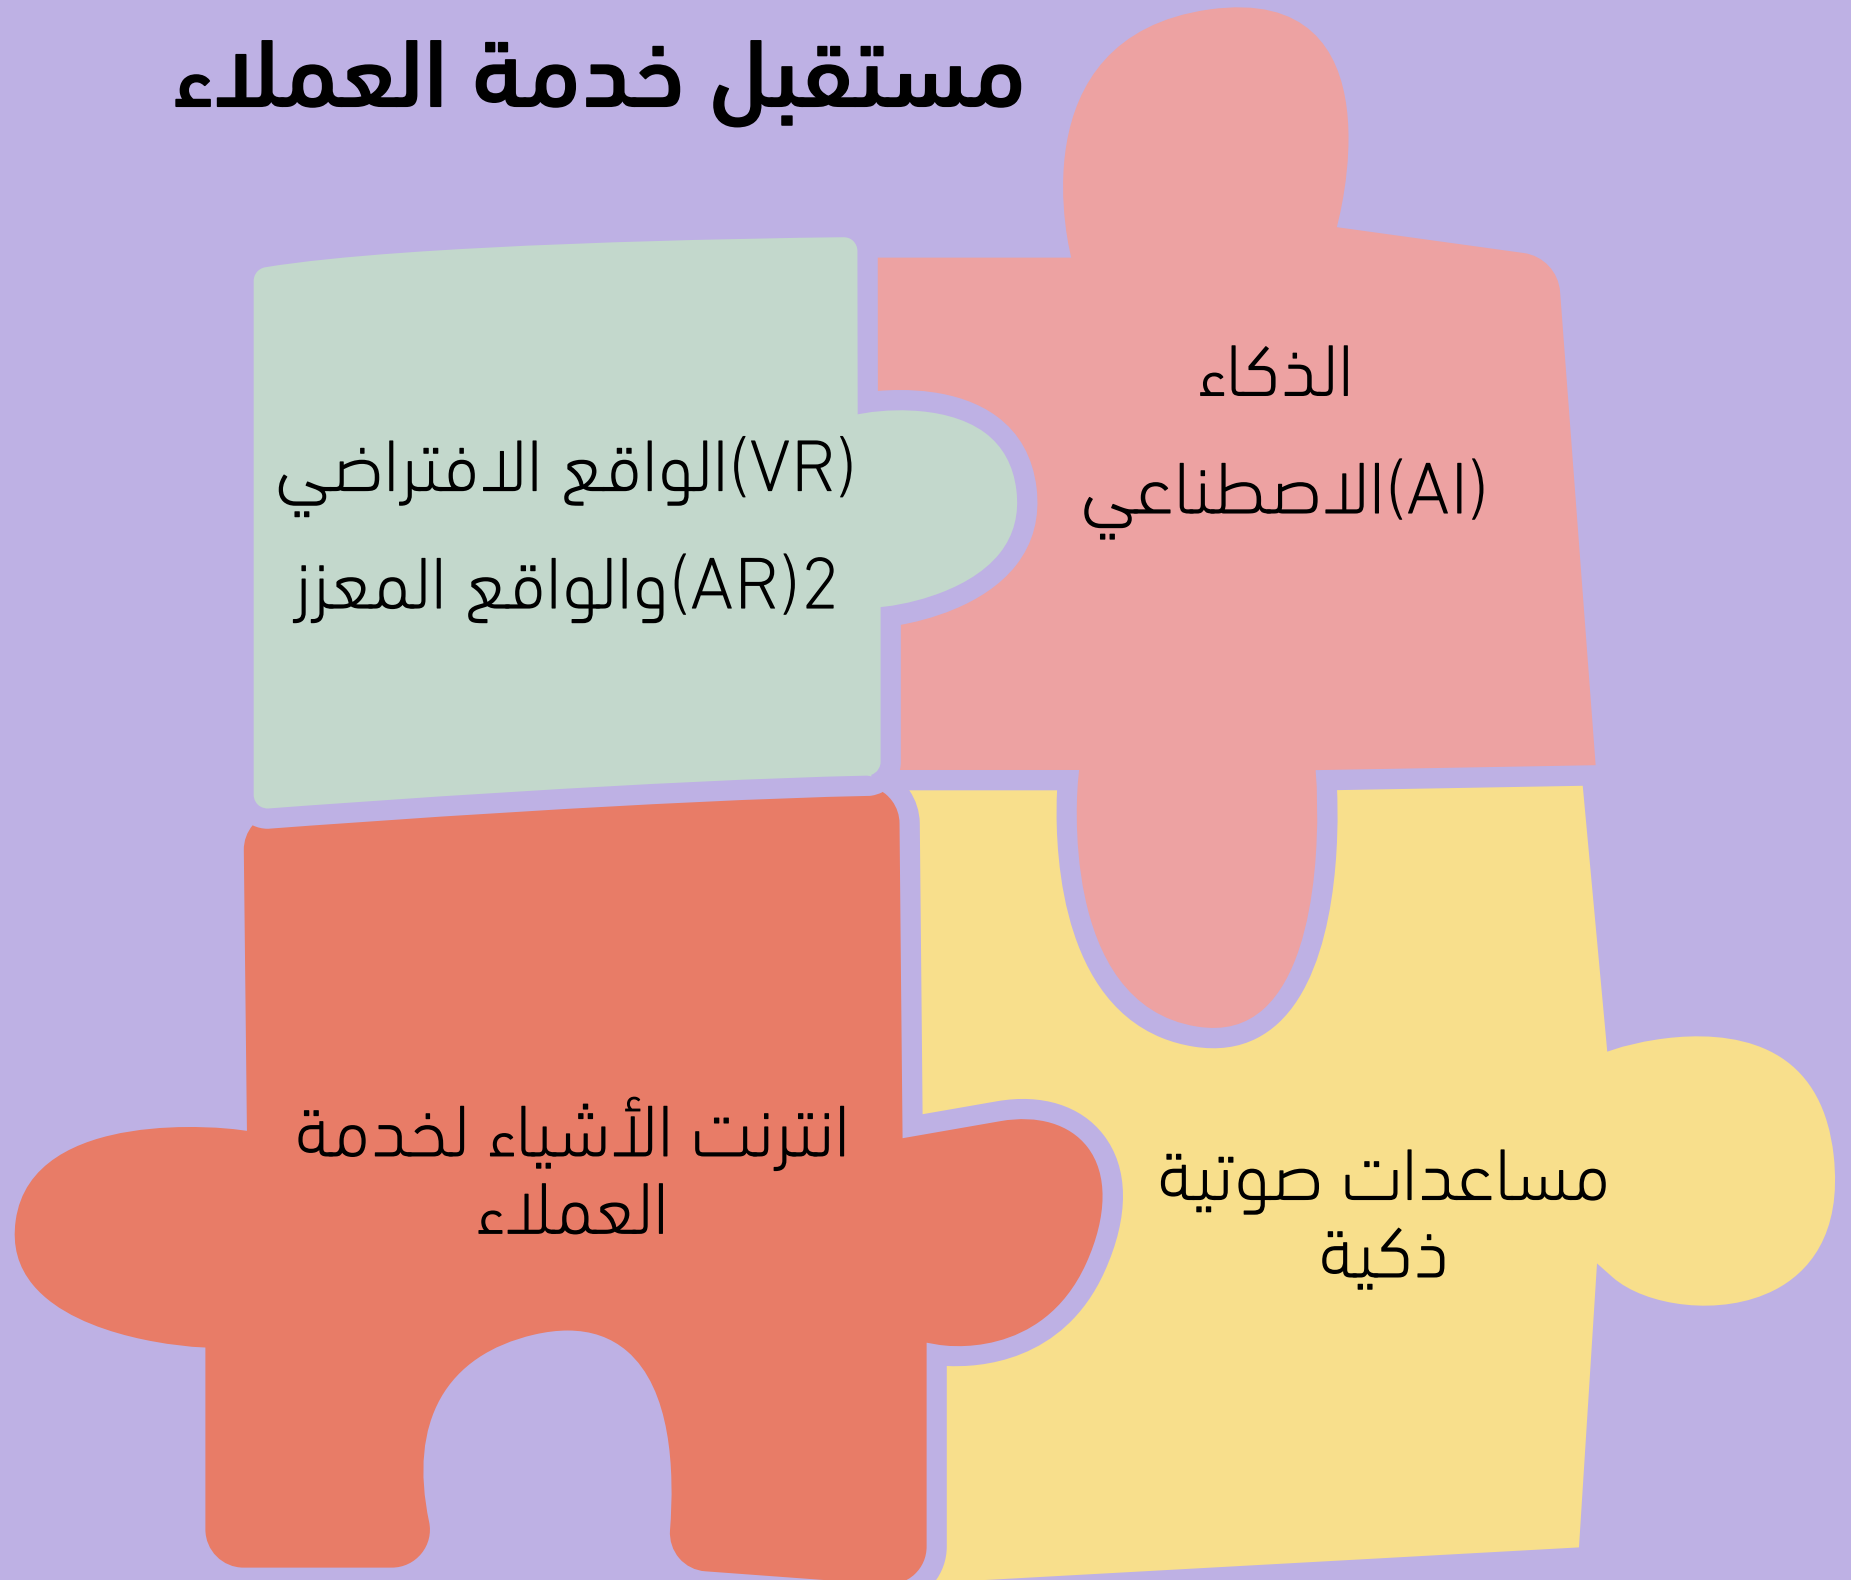 مستقبل خدمة العملاء
الذكاء
الاصطناعي(AI)
الواقع الافتراضي(VR)
والواقع المعزز(AR)2
مساعدات صوتية
ذكية
انترنت الأشياء لخدمة
العملاء